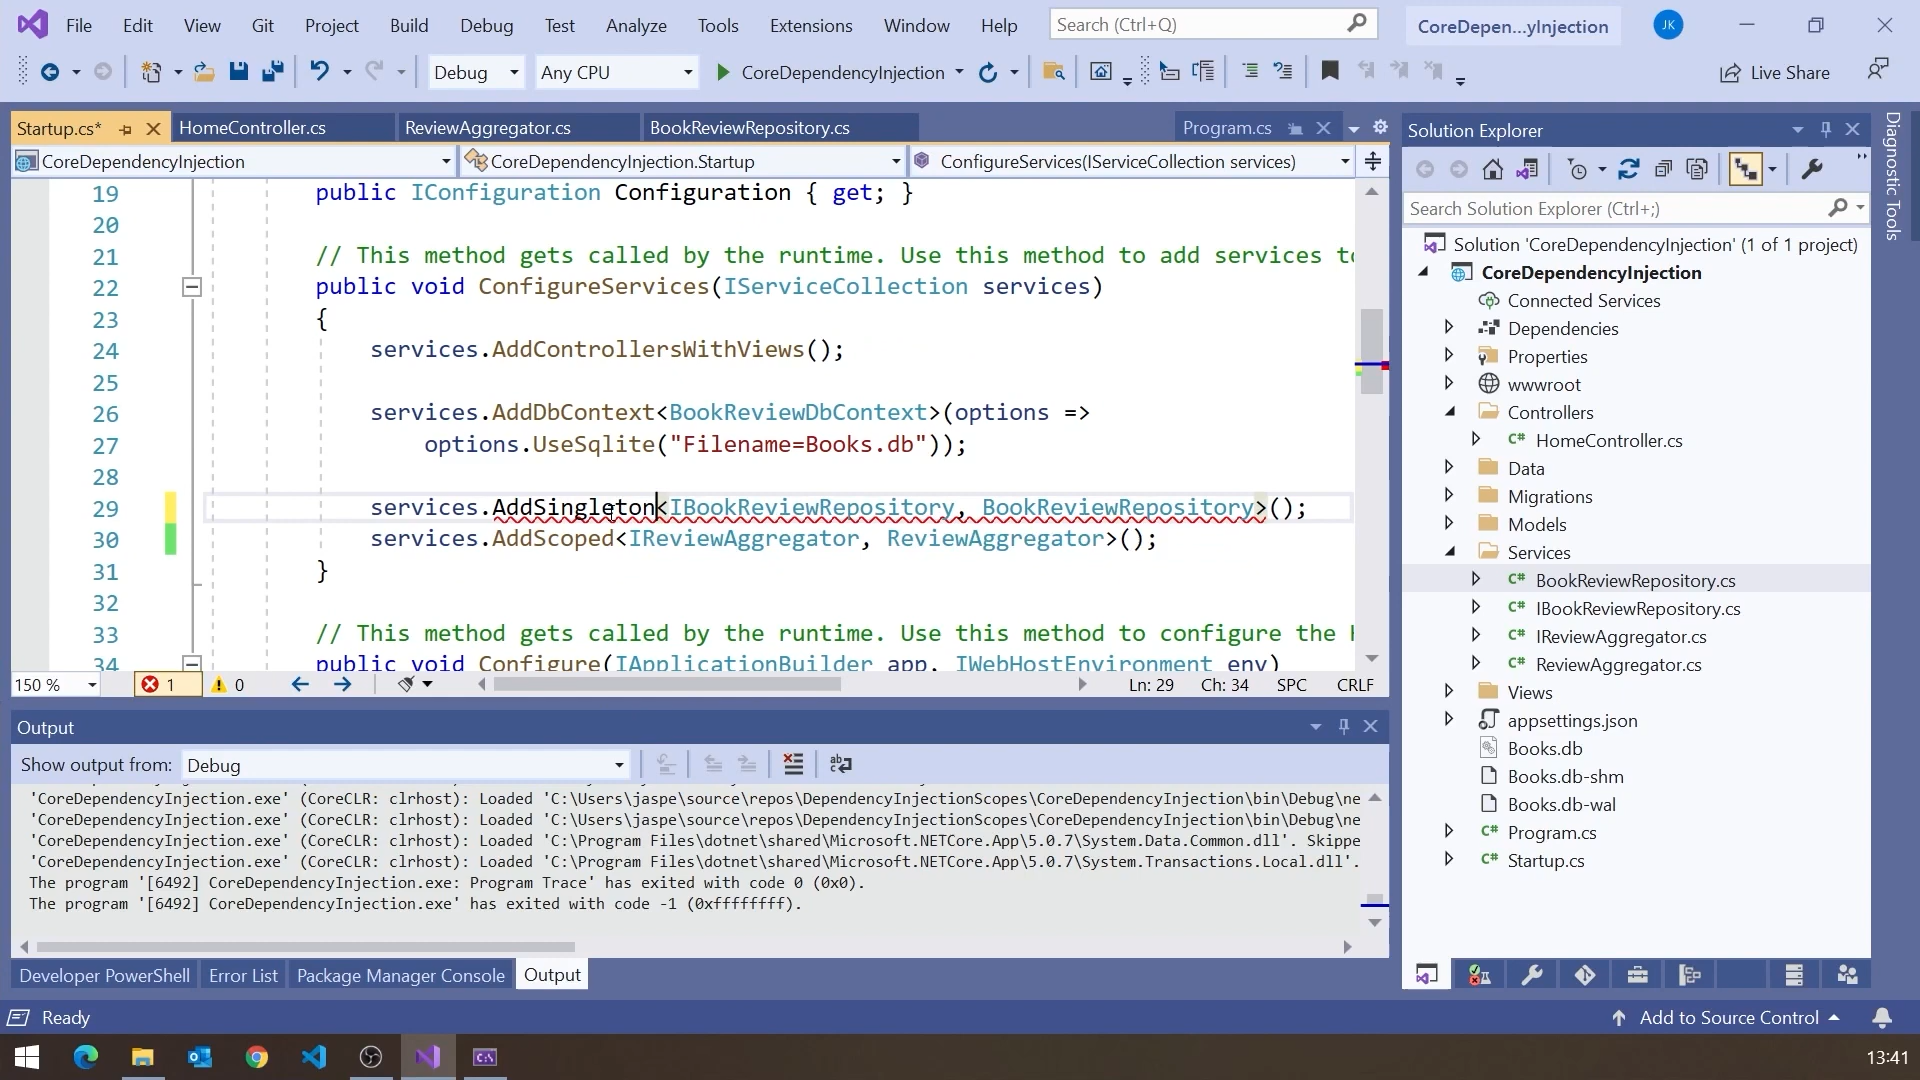 File Edit View Git Project Build Debug Test Analyze Tools Extensions Window Help Search (Ctrl+Q) CoreDepen...yInjection JK
Debug Any CPU CoreDependencyInjection Live Share
Startup.cs* HomeController.cs ReviewAggregator.cs BookReviewRepository.cs Program.cs
CoreDependencyInjection CoreDependencyInjection.Startup ConfigureServices(IServiceCollection services)
19 public IConfiguration Configuration { get; }
20
21 // This method gets called by the runtime. Use this method to add services to
22 public void ConfigureServices(IServiceCollection services)
23 {
24 services.AddControllersWithViews();
25
26 services.AddDbContext<BookReviewDbContext>(options =>
27 options.UseSqlite("Filename=Books.db"));
28
29 services.AddSingleton<IBookReviewRepository, BookReviewRepository>();
30 services.AddScoped<IReviewAggregator, ReviewAggregator>();
31 }
32
33 // This method gets called by the runtime. Use this method to configure the
34 public void Configure(IApplicationBuilder app, IWebHostEnvironment env)
150 % 1 0 Ln: 29 Ch: 34 SPC CRLF
Output
Show output from: Debug
'CoreDependencyInjection.exe' (CoreCLR: clrhost): Loaded 'C:\Users\jaspe\source\repos\DependencyInjectionScopes\CoreDependencyInjection\bin\Debug\ne
'CoreDependencyInjection.exe' (CoreCLR: clrhost): Loaded 'C:\Users\jaspe\source\repos\DependencyInjectionScopes\CoreDependencyInjection\bin\Debug\ne
'CoreDependencyInjection.exe' (CoreCLR: clrhost): Loaded 'C:\Program Files\dotnet\shared\Microsoft.NETCore.App\5.0.7\System.Data.Common.dll'. Skippe
'CoreDependencyInjection.exe' (CoreCLR: clrhost): Loaded 'C:\Program Files\dotnet\shared\Microsoft.NETCore.App\5.0.7\System.Transactions.Local.dll'.
The program '[6492] CoreDependencyInjection.exe: Program Trace' has exited with code 0 (0x0).
The program '[6492] CoreDependencyInjection.exe' has exited with code -1 (0xffffffff).
Developer PowerShell Error List Package Manager Console Output
Solution Explorer
Search Solution Explorer (Ctrl+;)
Solution 'CoreDependencyInjection' (1 of 1 project)
CoreDependencyInjection
Connected Services
Dependencies
Properties
wwwroot
Controllers
C# HomeController.cs
Data
Migrations
Models
Services
C# BookReviewRepository.cs
C# IBookReviewRepository.cs
C# IReviewAggregator.cs
C# ReviewAggregator.cs
Views
appsettings.json
Books.db
Books.db-shm
Books.db-wal
C# Program.cs
C# Startup.cs
Diagnostic Tools
Ready Add to Source Control
13:41